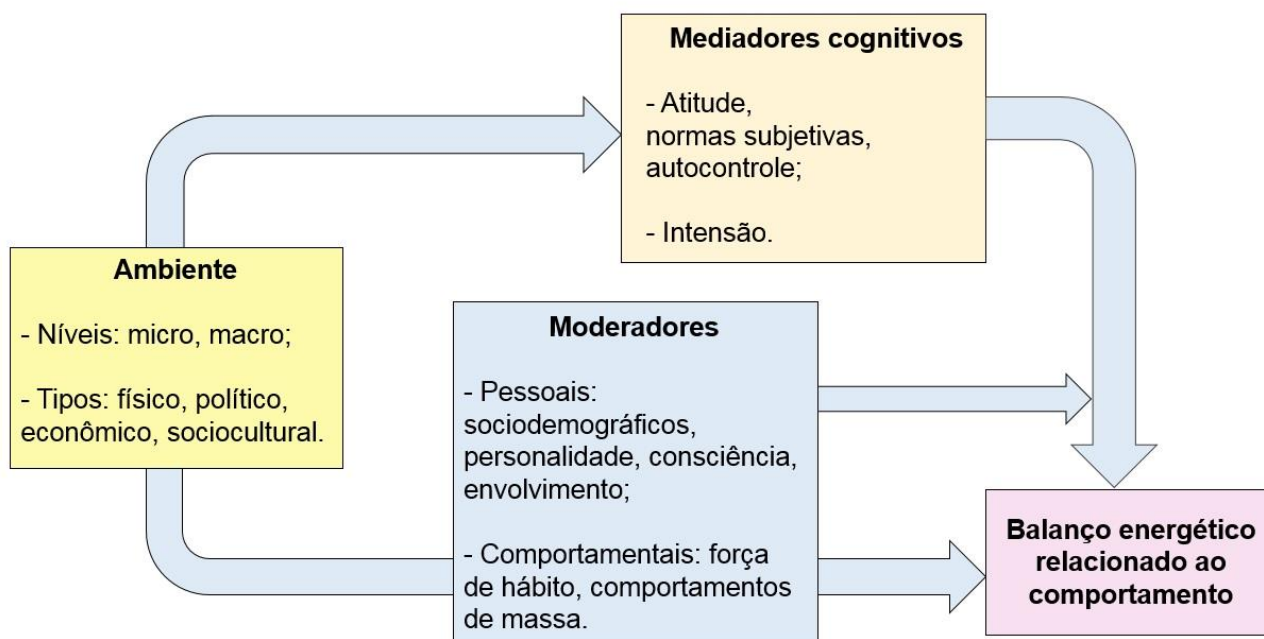 Mediadores cognitivos
- Atitude,
normas subjetivas,
autocontrole;
- Intensão.
Ambiente
- Níveis: micro, macro;
- Tipos: físico, político,
econômico, sociocultural.
Moderadores
- Pessoais:
sociodemográficos,
personalidade, consciência,
envolvimento;
- Comportamentais: força
de hábito, comportamentos
de massa.
Balanço energético
relacionado ao
comportamento